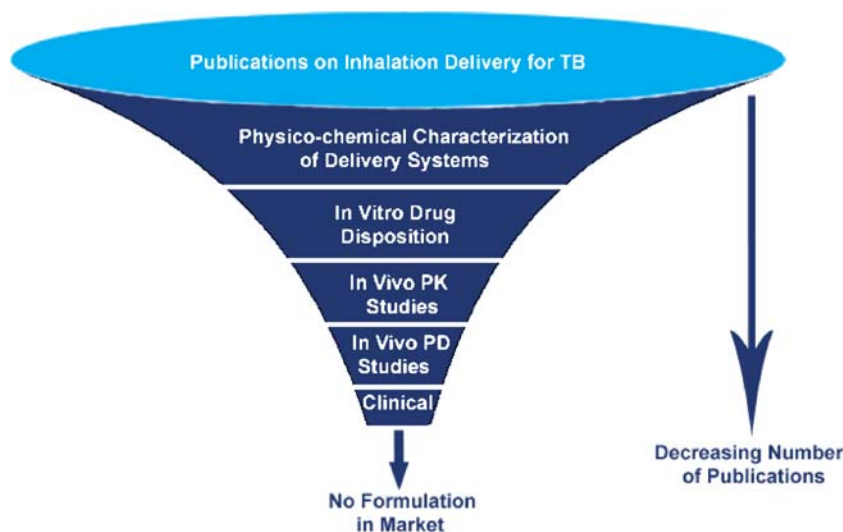 Publications on Inhalation Delivery for TB
Physico-chemical Characterization
of Delivery Systems
In Vitro Drug
Disposition
In Vivo PK
Studies
In Vivo PD
Studies
Clinical
No Formulation
in Market
Decreasing Number
of Publications